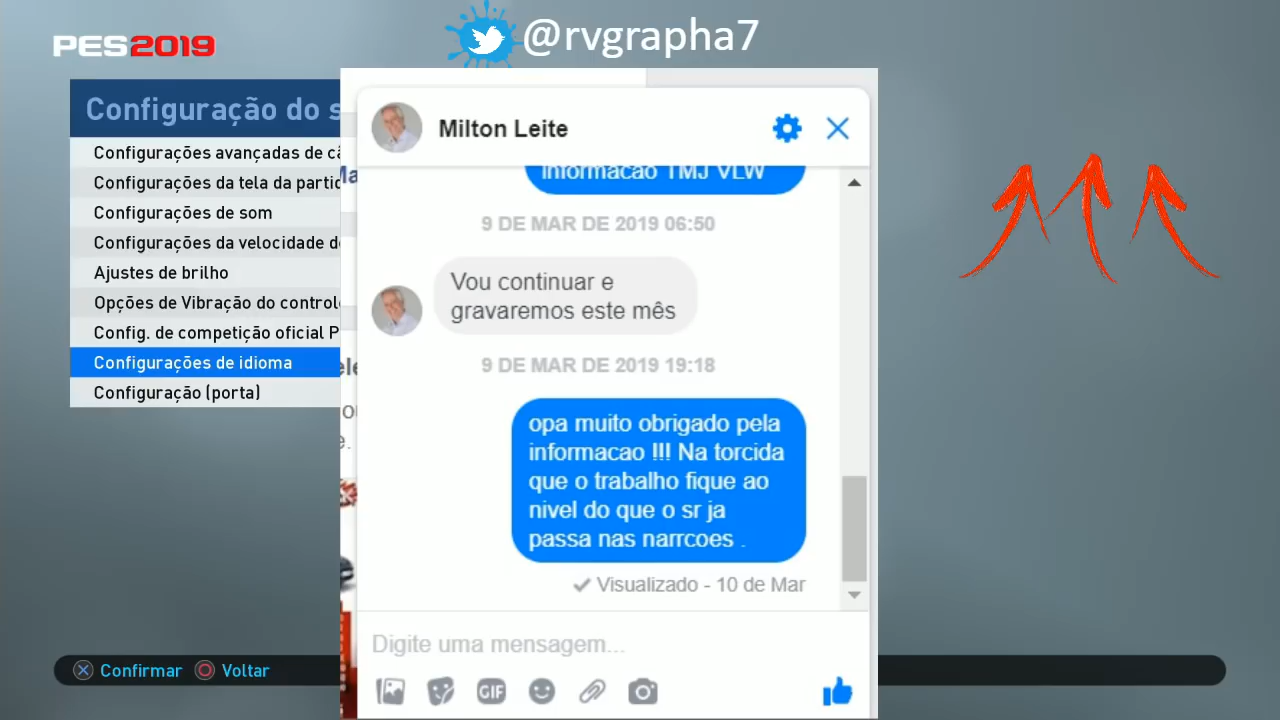 @rvgrapha7
PES2019
Configuração do s
Configurações avançadas de câ
Configurações da tela da partid
Configurações de som
Configurações da velocidade d
Ajustes de brilho
Opções de Vibração do control
Config. de competição oficial P
Configurações de idioma
Configuração (porta)
Confirmar
Voltar
Milton Leite
informacao TMJ VLW
9 DE MAR DE 2019 06:50
Vou continuar e
gravaremos este mês
9 DE MAR DE 2019 19:18
opa muito obrigado pela
informacao !!! Na torcida
que o trabalho fique ao
nivel do que o sr ja
passa nas narrcoes .
Visualizado - 10 de Mar
Digite uma mensagem...
GIF